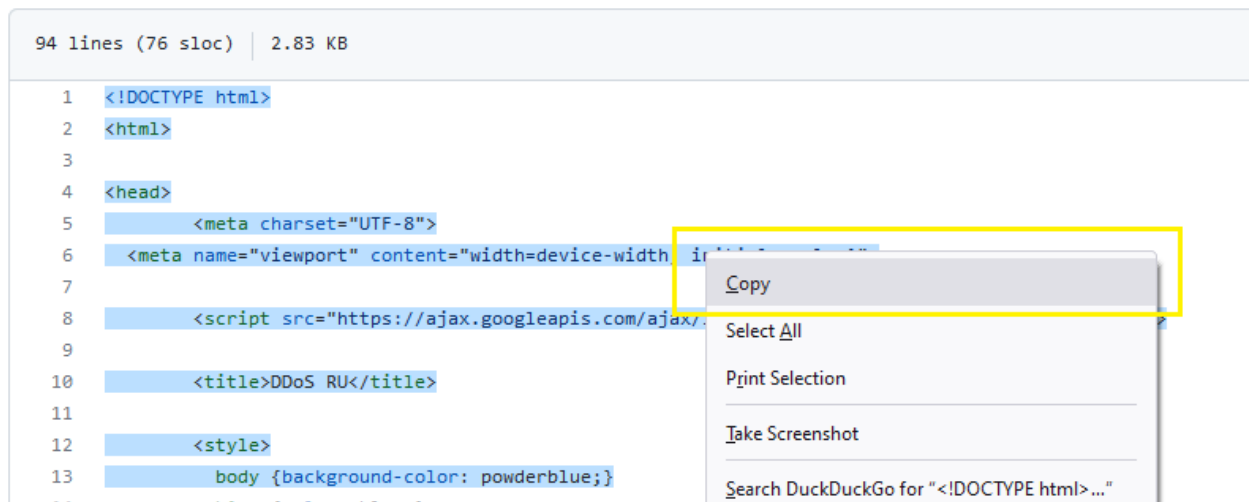 94 lines (76 sloc) 2.83 KB
1 <!DOCTYPE html>
2 <html>
3
4 <head>
5 <meta charset="UTF-8">
6 <meta name="viewport" content="width=device-width,
7
8 <script src="https://ajax.googleapis.com/ajax/
9
10 <title>DDoS RU</title>
11
12 <style>
13 body {background-color: powderblue;}
Copy
Select All
Print Selection
Take Screenshot
Search DuckDuckGo for “<!DOCTYPE html>...”